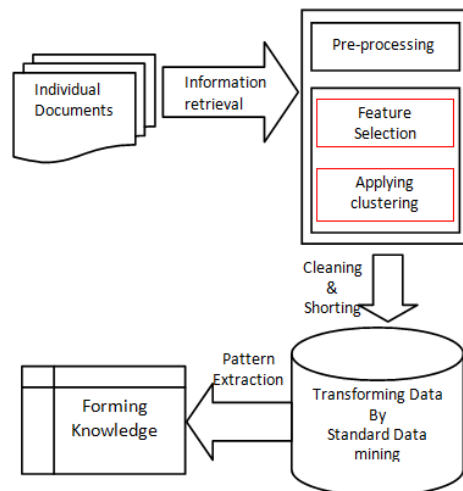 Individual
Documents
Information
retrieval
Pre-processing
Feature
Selection
Applying
clustering
Cleaning
&
Shorting
Transforming Data
By
Standard Data
mining
Pattern
Extraction
Forming
Knowledge